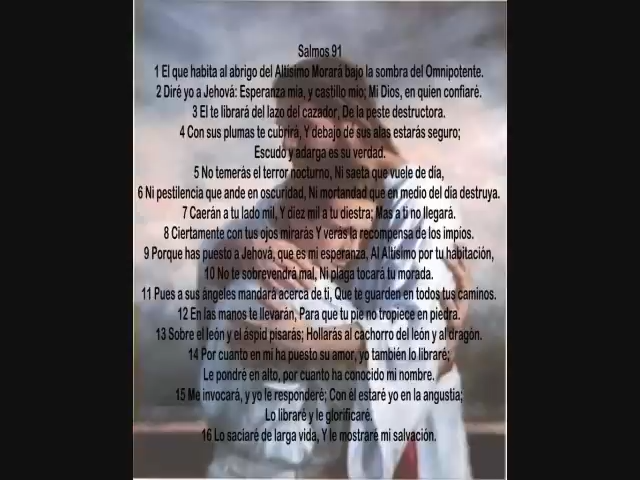 Salmos 91
1 El que habita al abrigo del Altísimo Morará bajo la sombra del Omnipotente.
2 Diré yo a Jehová: Esperanza mía, y castillo mío; Mi Dios, en quien confiaré.
3 El te librará del lazo del cazador, De la peste destructora.
4 Con sus plumas te cubrirá, Y debajo de sus alas estarás seguro;
Escudo y adarga es su verdad.
5 No temerás el terror nocturno, Ni saeta que vuele de día,
6 Ni pestilencia que ande en oscuridad, Ni mortandad que en medio del día destruya.
7 Caerán a tu lado mil, Y diez mil a tu diestra; Mas a ti no llegará.
8 Ciertamente con tus ojos mirarás Y verás la recompensa de los impíos.
9 Porque has puesto a Jehová, que es mi esperanza, Al Altísimo por tu habitación,
10 No te sobrevendrá mal, Ni plaga tocará tu morada.
11 Pues a sus ángeles mandará acerca de ti, Que te guarden en todos tus caminos.
12 En las manos te llevarán, Para que tu pie no tropiece en piedra.
13 Sobre el león y el áspid pisarás; Hollarás al cachorro del león y al dragón.
14 Por cuanto en mí ha puesto su amor, yo también lo libraré;
Le pondré en alto, por cuanto ha conocido mi nombre.
15 Me invocará, y yo le responderé; Con él estaré yo en la angustia;
Lo libraré y le glorificaré.
16 Lo saciaré de larga vida, Y le mostraré mi salvación.